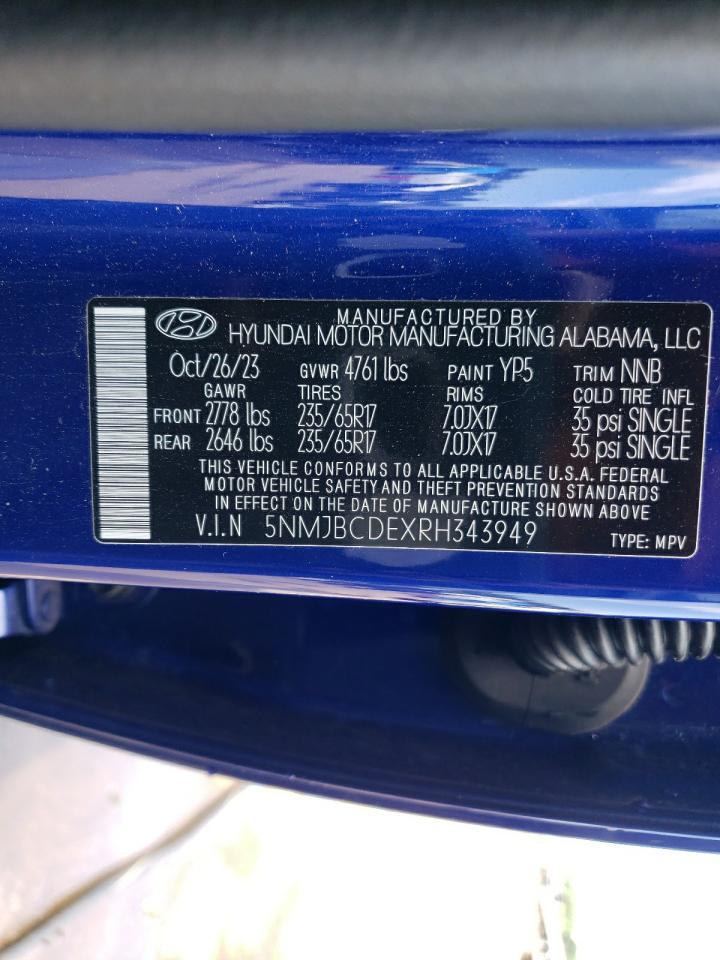 MANUFACTURED BY
HYUNDAI MOTOR MANUFACTURING ALABAMA, LLC
Oct/26/23 GVWR 4761 lbs PAINT YP5 TRIM NNB
GAWR TIRES RIMS COLD TIRE INFL
FRONT 2778 lbs 235/65R17 7.0JX17 35 psi SINGLE
REAR 2646 lbs 235/65R17 7.0JX17 35 psi SINGLE
THIS VEHICLE CONFORMS TO ALL APPLICABLE U.S.A. FEDERAL
MOTOR VEHICLE SAFETY AND THEFT PREVENTION STANDARDS
IN EFFECT ON THE DATE OF MANUFACTURE SHOWN ABOVE
V.I.N 5NMJBCDEXRH343949 TYPE: MPV